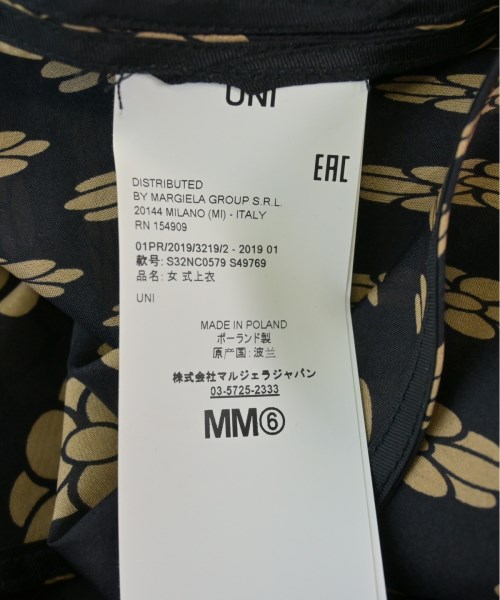 UNI
EAC
DISTRIBUTED
BY MARGIELA GROUP S.R.L.
20144 MILANO (MI) - ITALY
RN 154909
01PR/2019/3219/2 - 2019 01
款号: S32NC0579 S49769
品名: 女 式上衣
UNI
MADE IN POLAND
ポーランド製
原产国: 波兰
株式会社マルジェラジャパン
03-5725-2333
MM⑥